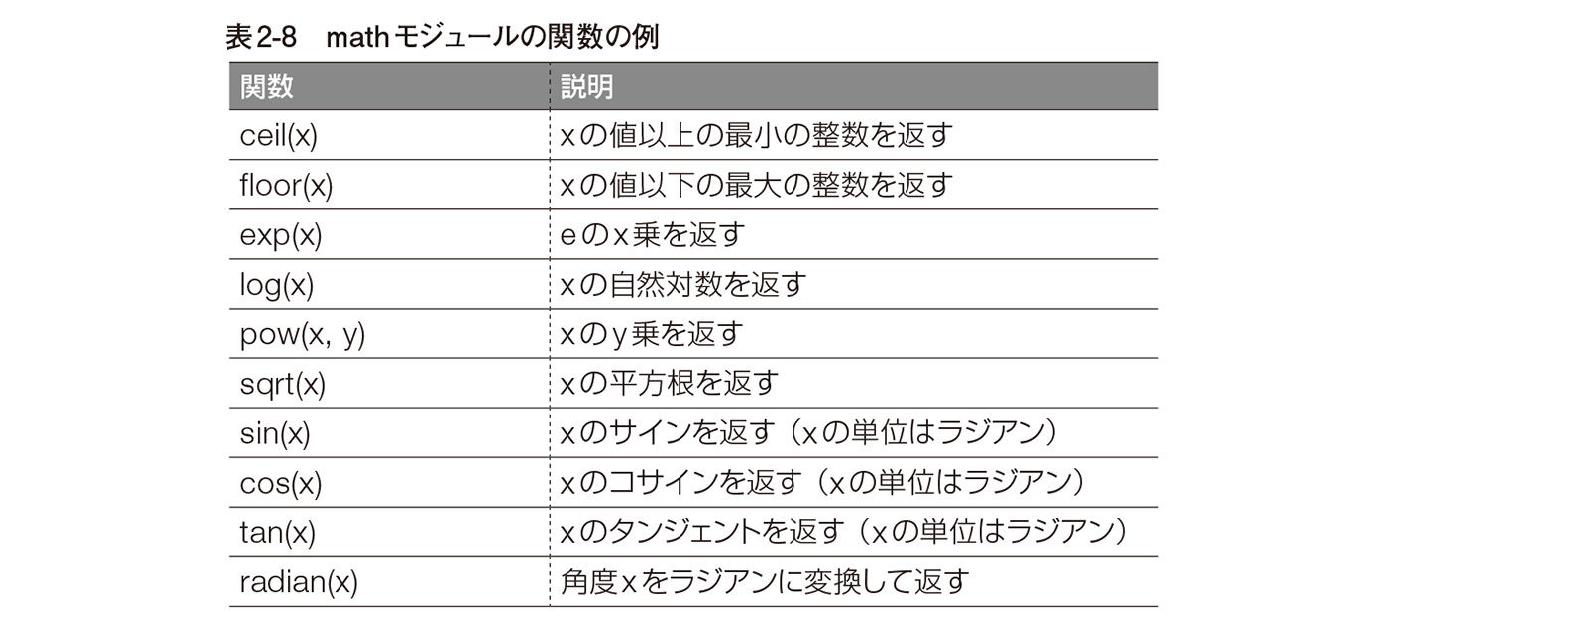 表2-8　mathモジュールの関数の例
関数 説明
ceil(x) xの値以上の最小の整数を返す
floor(x) xの値以下の最大の整数を返す
exp(x) eのx乗を返す
log(x) xの自然対数を返す
pow(x, y) xのy乗を返す
sqrt(x) xの平方根を返す
sin(x) xのサインを返す（xの単位はラジアン）
cos(x) xのコサインを返す（xの単位はラジアン）
tan(x) xのタンジェントを返す（xの単位はラジアン）
radian(x) 角度xをラジアンに変換して返す